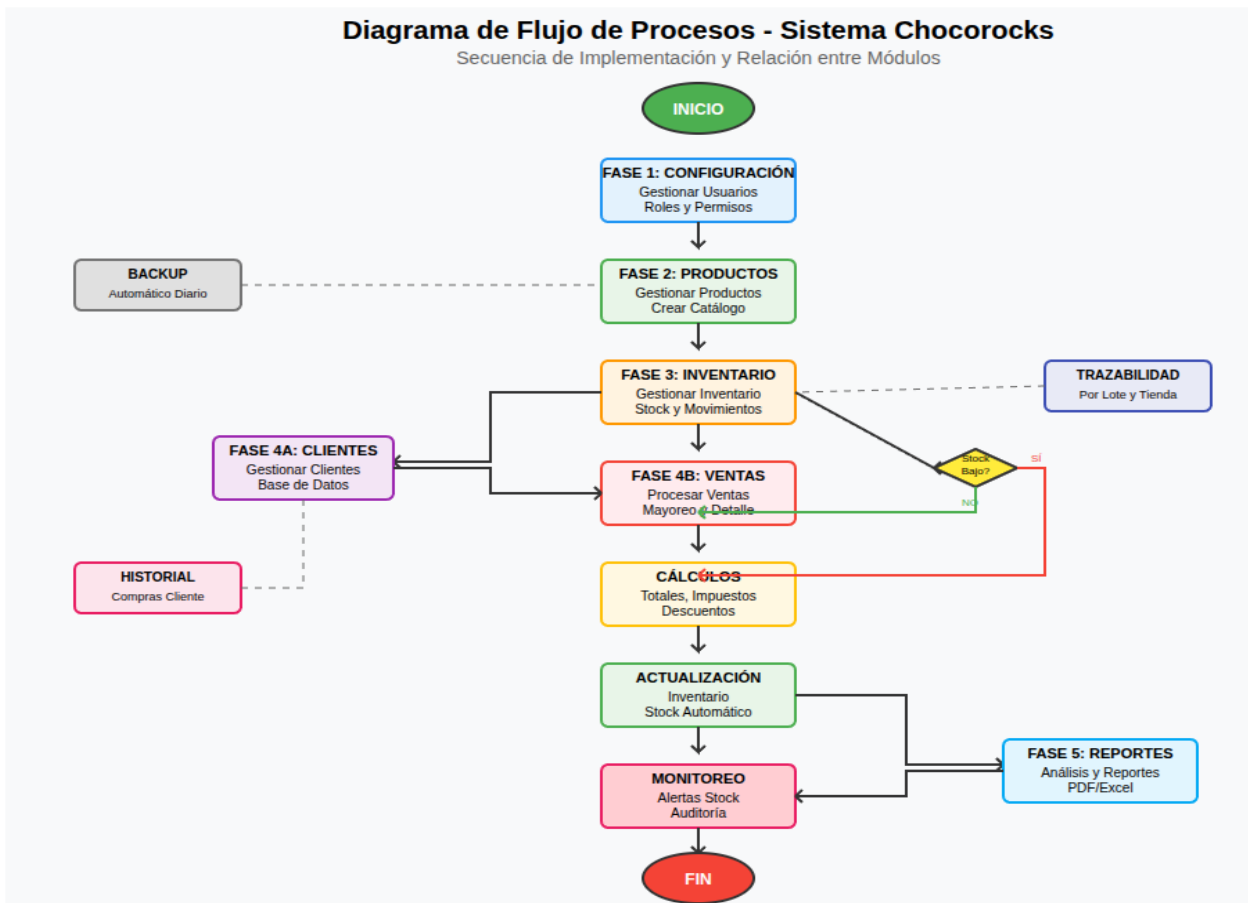 Diagrama de Flujo de Procesos - Sistema Chocorocks
Secuencia de Implementación y Relación entre Módulos
INICIO
FASE 1: CONFIGURACIÓN
Gestionar Usuarios
Roles y Permisos
BACKUP
Automático Diario
FASE 2: PRODUCTOS
Gestionar Productos
Crear Catálogo
FASE 3: INVENTARIO
Gestionar Inventario
Stock y Movimientos
TRAZABILIDAD
Por Lote y Tienda
FASE 4A: CLIENTES
Gestionar Clientes
Base de Datos
FASE 4B: VENTAS
Procesar Ventas
Mayoreo Detalle
Stock
Bajo?
SÍ
NO
HISTORIAL
Compras Cliente
CÁLCULOS
Totales, Impuestos
Descuentos
ACTUALIZACIÓN
Inventario
Stock Automático
FASE 5: REPORTES
Análisis y Reportes
PDF/Excel
MONITOREO
Alertas Stock
Auditoría
FIN